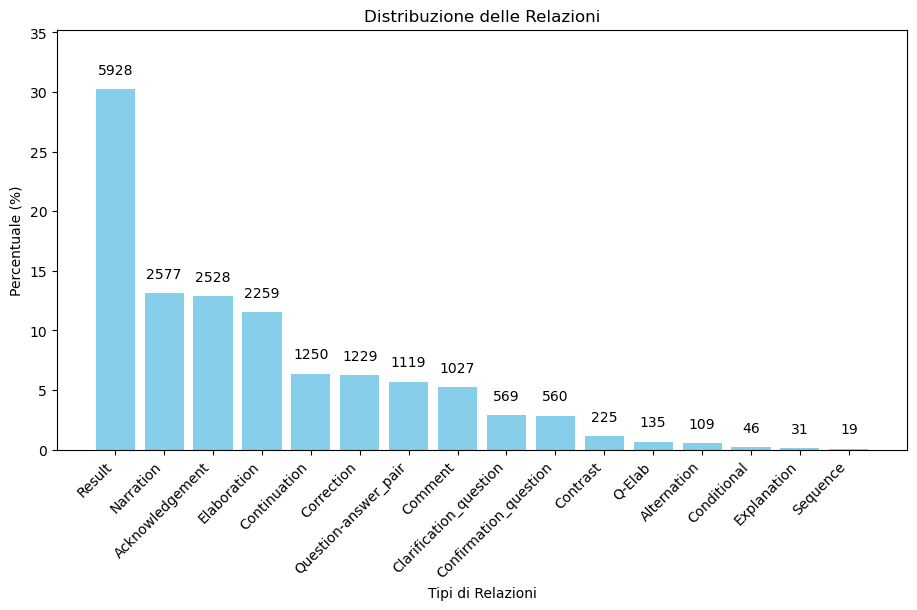 Distribuzione delle Relazioni
Percentuale (%)
35
30
25
20
15
10
5
0
5928
2577
2528
2259
1250
1229
1119
1027
569
560
225
135
109
46
31
19
Result
Narration
Acknowledgement
Elaboration
Continuation
Correction
Question-answer_pair
Comment
Clarification_question
Confirmation_question
Contrast
Q-Elab
Alternation
Conditional
Explanation
Sequence
Tipi di Relazioni